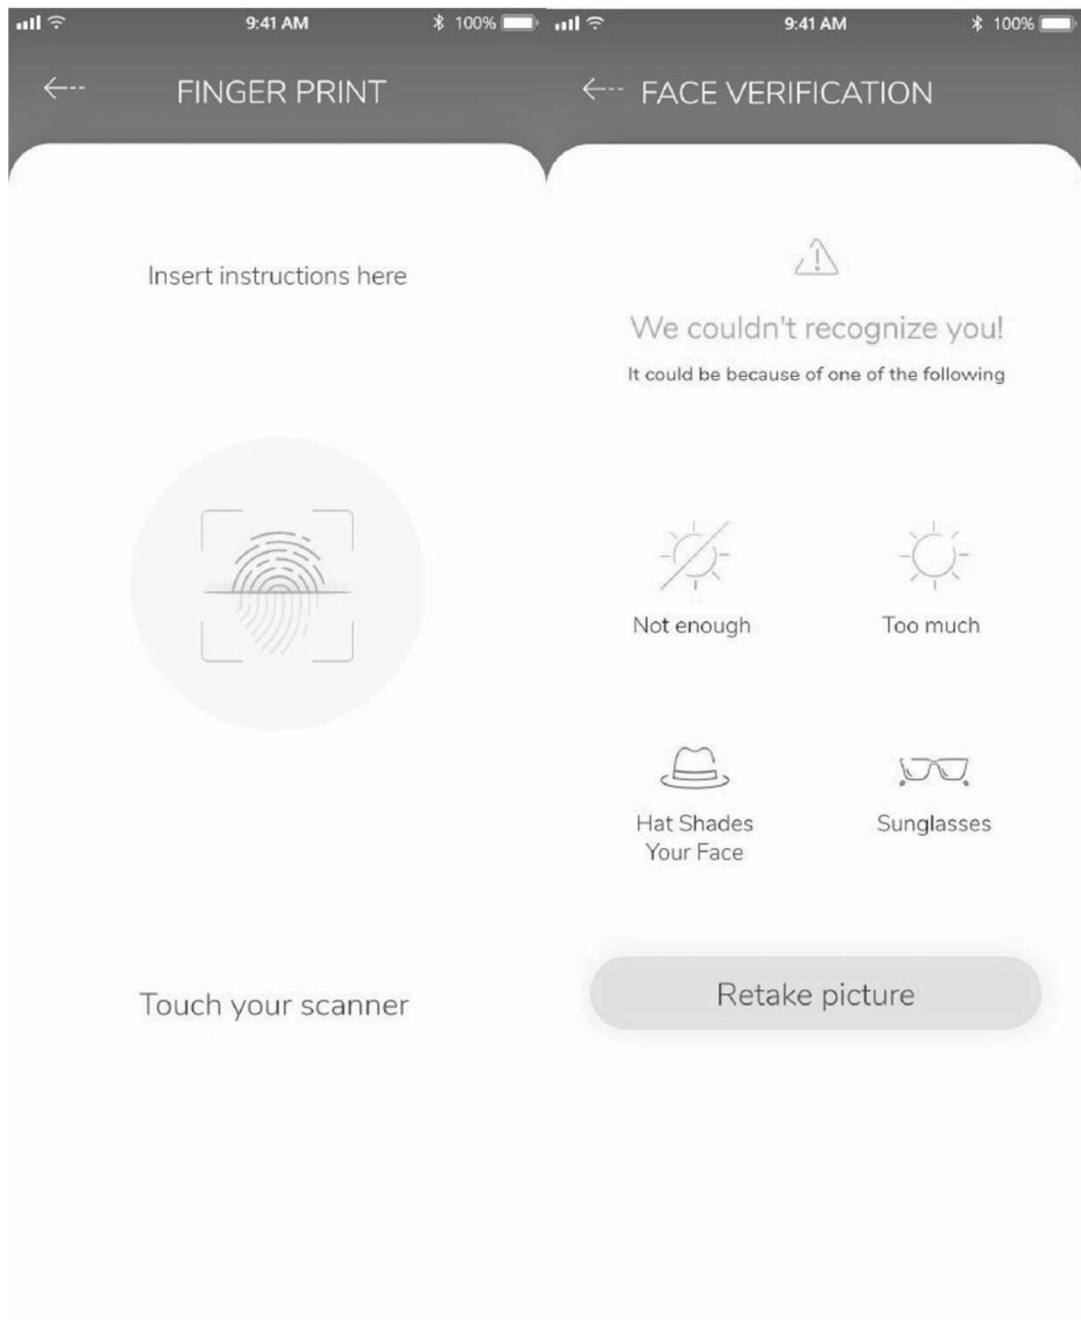 9:41 AM
100%
FINGER PRINT
Insert instructions here
Touch your scanner
9:41 AM
100%
FACE VERIFICATION
We couldn't recognize you!
It could be because of one of the following
Not enough
Too much
Hat Shades
Your Face
Sunglasses
Retake picture